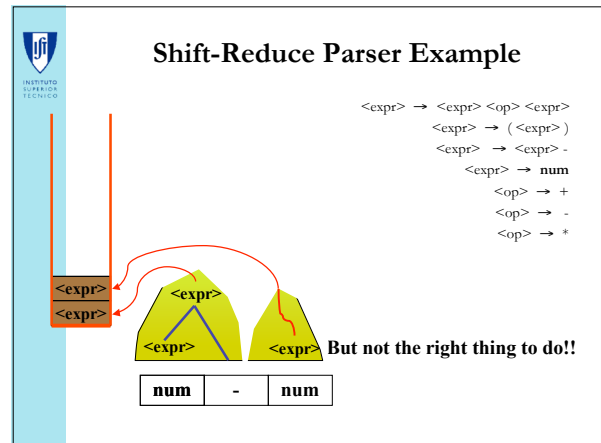 Shift-Reduce Parser Example
INSTITUTO
SUPERIOR
TÉCNICO
<expr> → <expr> <op> <expr>
<expr> → ( <expr> )
<expr> → <expr> -
<expr> → num
<op> → +
<op> → -
<op> → *
<expr>
<expr>
<expr>
<expr>
<expr>
But not the right thing to do!!
num - num